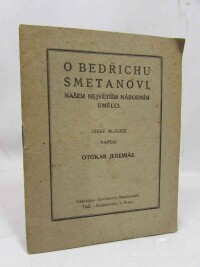 O BEDŘICHU
SMETANOVI,
NAŠEM NEJVĚTŠÍM NÁRODNÍM
UMĚLCI.
ČESKÉ MLÁDEŽI
NAPSAL
OTOKAR JEREMIÁŠ